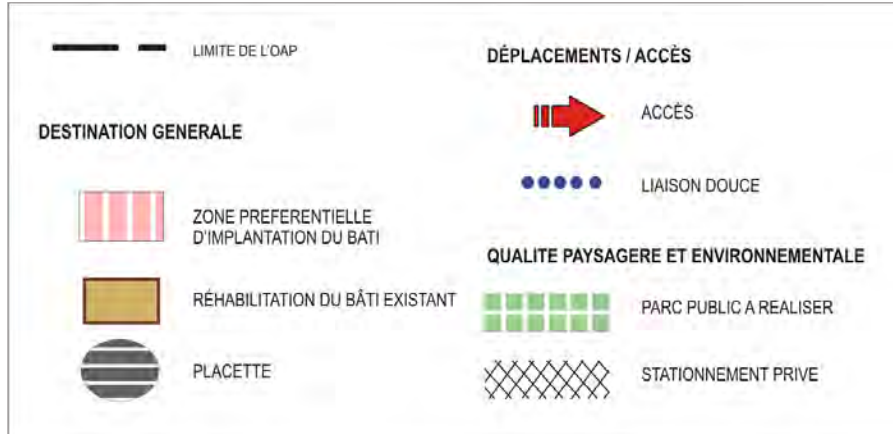 LIMITE DE L'OAP
DESTINATION GENERALE
ZONE PREFERENTIELLE
D'IMPLANTATION DU BATI
RÉHABILITATION DU BÂTI EXISTANT
PLACETTE
DÉPLACEMENTS / ACCÈS
ACCÈS
LIAISON DOUCE
QUALITE PAYSAGERE ET ENVIRONNEMENTALE
PARC PUBLIC A REALISER
STATIONNEMENT PRIVE